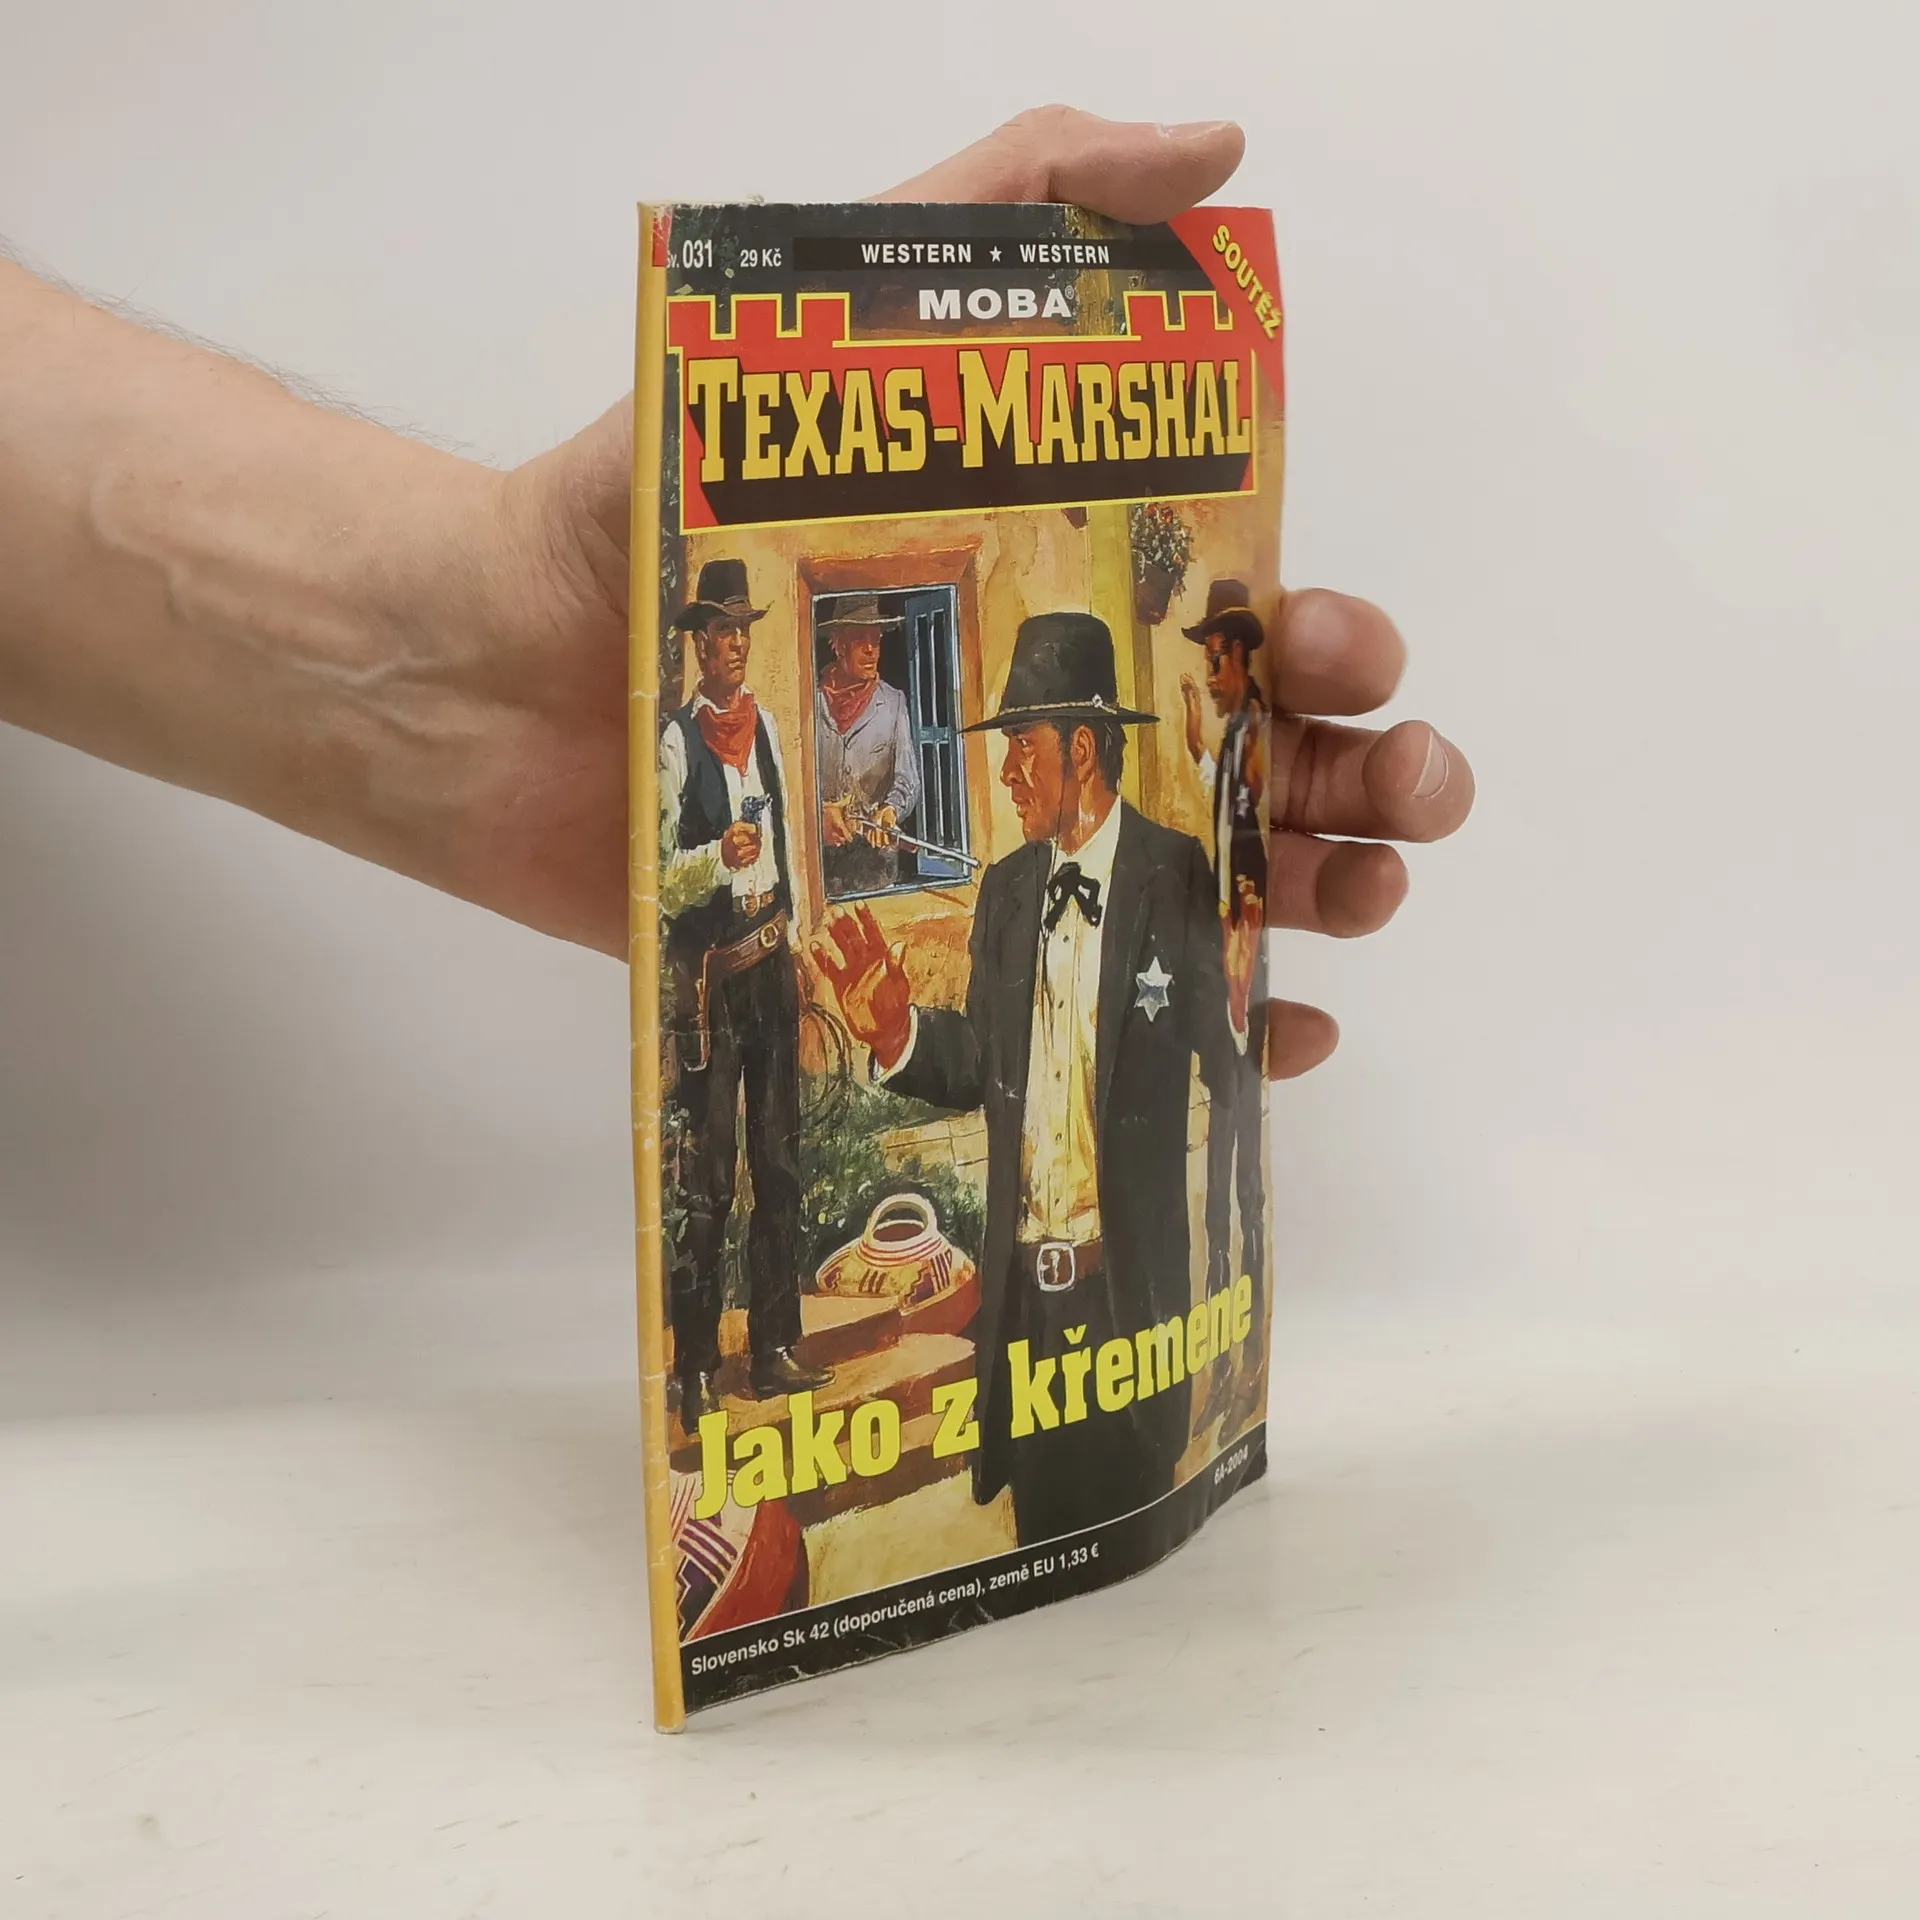 Sv. 031 29 Kč WESTERN ★ WESTERN
SOUTĚŽ
MOBA®
TEXAS-MARSHAL
Jako z křemene
6A-2004
Slovensko Sk 42 (doporučená cena), země EU 1,33 €